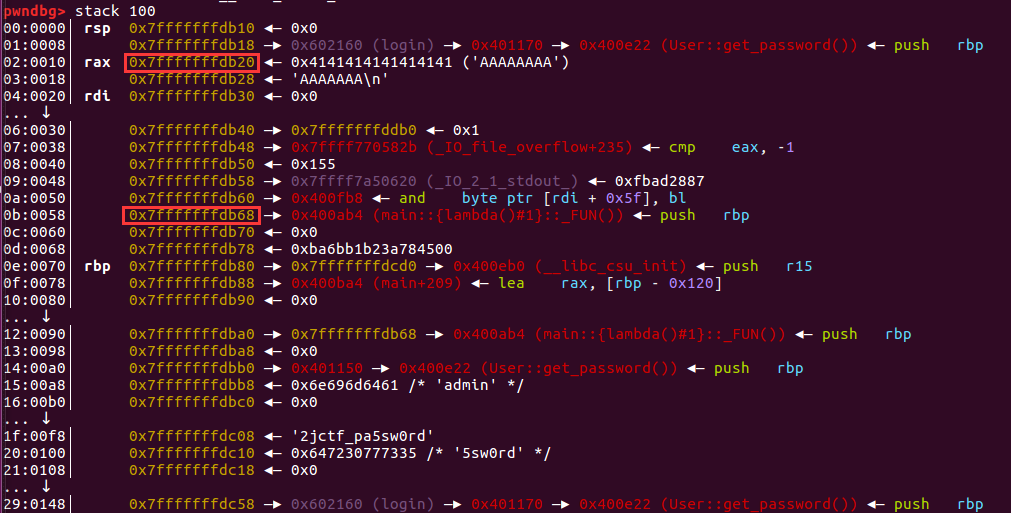 pwndbg> stack 100
00:0000│ rsp 0x7fffffffdb10 ◂— 0x0
01:0008│ 0x7fffffffdb18 —▸ 0x602160 (login) —▸ 0x401170 —▸ 0x400e22 (User::get_password()) ◂— push rbp
02:0010│ rax 0x7fffffffdb20 ◂— 0x4141414141414141 ('AAAAAAAA')
03:0018│ 0x7fffffffdb28 ◂— 'AAAAAAA\n'
04:0020│ rdi 0x7fffffffdb30 ◂— 0x0
... ↓
06:0030│ 0x7fffffffdb40 —▸ 0x7fffffffddb0 ◂— 0x1
07:0038│ 0x7fffffffdb48 —▸ 0x7ffff770582b (_IO_file_overflow+235) ◂— cmp eax, -1
08:0040│ 0x7fffffffdb50 ◂— 0x155
09:0048│ 0x7fffffffdb58 —▸ 0x7ffff7a50620 (_IO_2_1_stdout_) ◂— 0xfbad2887
0a:0050│ 0x7fffffffdb60 —▸ 0x400fb8 ◂— and byte ptr [rdi + 0x5f], bl
0b:0058│ 0x7fffffffdb68 —▸ 0x400ab4 (main::{lambda()#1}::_FUN()) ◂— push rbp
0c:0060│ 0x7fffffffdb70 ◂— 0x0
0d:0068│ 0x7fffffffdb78 ◂— 0xba6bb1b23a784500
0e:0070│ rbp 0x7fffffffdb80 —▸ 0x7fffffffdcd0 —▸ 0x400eb0 (__libc_csu_init) ◂— push r15
0f:0078│ 0x7fffffffdb88 —▸ 0x400ba4 (main+209) ◂— lea rax, [rbp - 0x120]
10:0080│ 0x7fffffffdb90 ◂— 0x0
... ↓
12:0090│ 0x7fffffffdba0 —▸ 0x7fffffffdb68 —▸ 0x400ab4 (main::{lambda()#1}::_FUN()) ◂— push rbp
13:0098│ 0x7fffffffdba8 ◂— 0x0
14:00a0│ 0x7fffffffdbb0 —▸ 0x401150 —▸ 0x400e22 (User::get_password()) ◂— push rbp
15:00a8│ 0x7fffffffdbb8 ◂— 0x6e696d6461 /* 'admin' */
16:00b0│ 0x7fffffffdbc0 ◂— 0x0
... ↓
1f:00f8│ 0x7fffffffdc08 ◂— '2jctf_pa5sw0rd'
20:0100│ 0x7fffffffdc10 ◂— 0x647230777335 /* '5sw0rd' */
21:0108│ 0x7fffffffdc18 ◂— 0x0
... ↓
29:0148│ 0x7fffffffdc58 —▸ 0x602160 (login) —▸ 0x401170 —▸ 0x400e22 (User::get_password()) ◂— push rbp